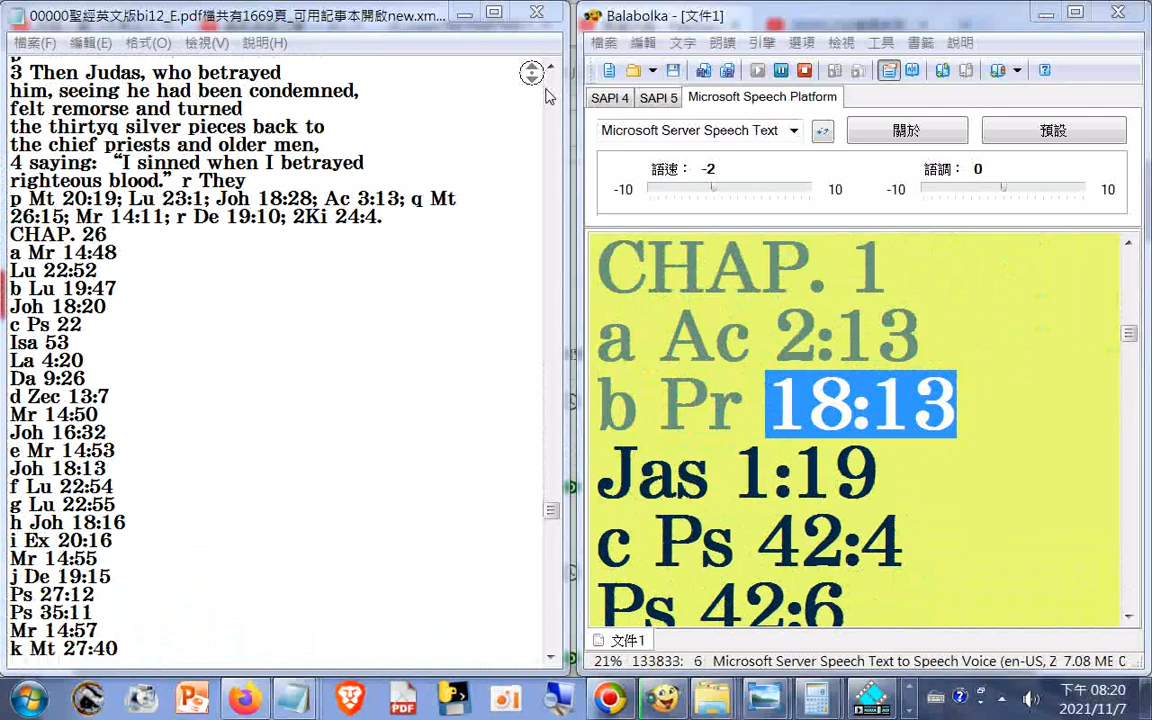 00000聖經英文版bi12_E.pdf檔共有1669頁_可用記事本開啟new.xm...
檔案(F) 編輯(E) 格式(O) 檢視(V) 說明(H)
3 Then Judas, who betrayed
him, seeing he had been condemned,
felt remorse and turned
the thirtyq silver pieces back to
the chief priests and older men,
4 saying: “I sinned when I betrayed
righteous blood.” r They
p Mt 20:19; Lu 23:1; Joh 18:28; Ac 3:13; q Mt
26:15; Mr 14:11; r De 19:10; 2Ki 24:4.
CHAP. 26
a Mr 14:48
Lu 22:52
b Lu 19:47
Joh 18:20
c Ps 22
Isa 53
La 4:20
Da 9:26
d Zec 13:7
Mr 14:50
Joh 16:32
e Mr 14:53
Joh 18:13
f Lu 22:54
g Lu 22:55
h Joh 18:16
i Ex 20:16
Mr 14:55
j De 19:15
Ps 27:12
Ps 35:11
Mr 14:57
k Mt 27:40
Balabolka - [文件1]
檔案 編輯 文字 朗讀 引擎 選項 檢視 工具 書籤 說明
SAPI 4 SAPI 5 Microsoft Speech Platform
Microsoft Server Speech Text 關於 預設
語速： -2 語調： 0
-10 10 -10 10
CHAP. 1
a Ac 2:13
b Pr 18:13
Jas 1:19
c Ps 42:4
Ps 42:6
文件1
21% 133833: 6 Microsoft Server Speech Text to Speech Voice (en-US, Z 7.08 MB C
下午 08:20
2021/11/7